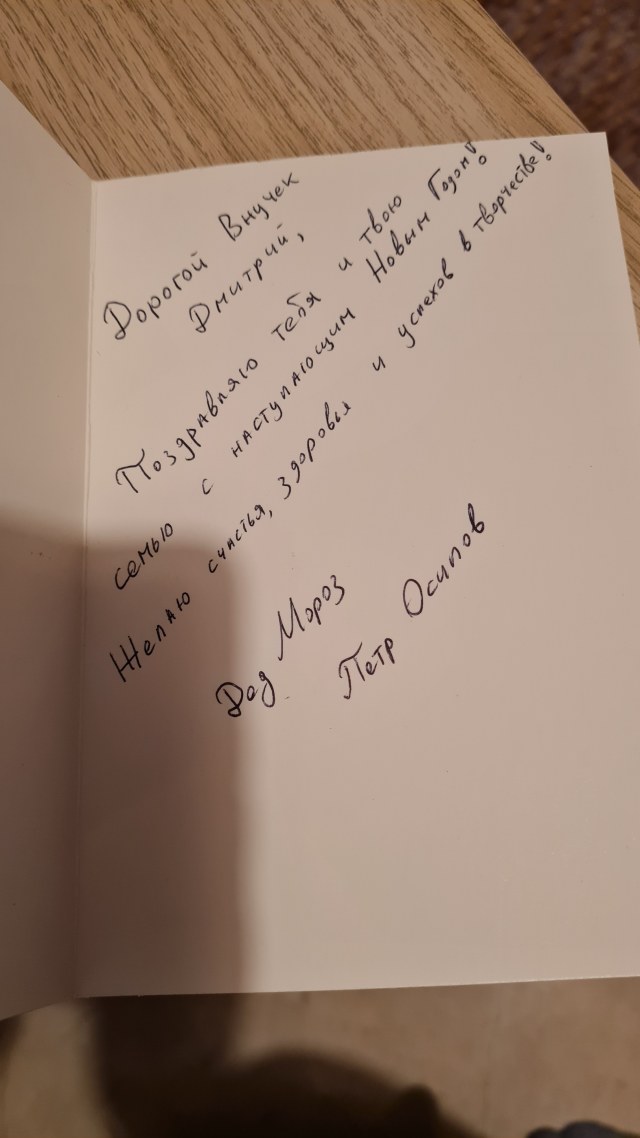 Дорогой Внучек
Дмитрий,
Поздравляю тебя и твою
семью с наступающим Новым Годом!
Желаю счастья, здоровья и успехов в творчестве!
Дед Мороз
Петр Осипов